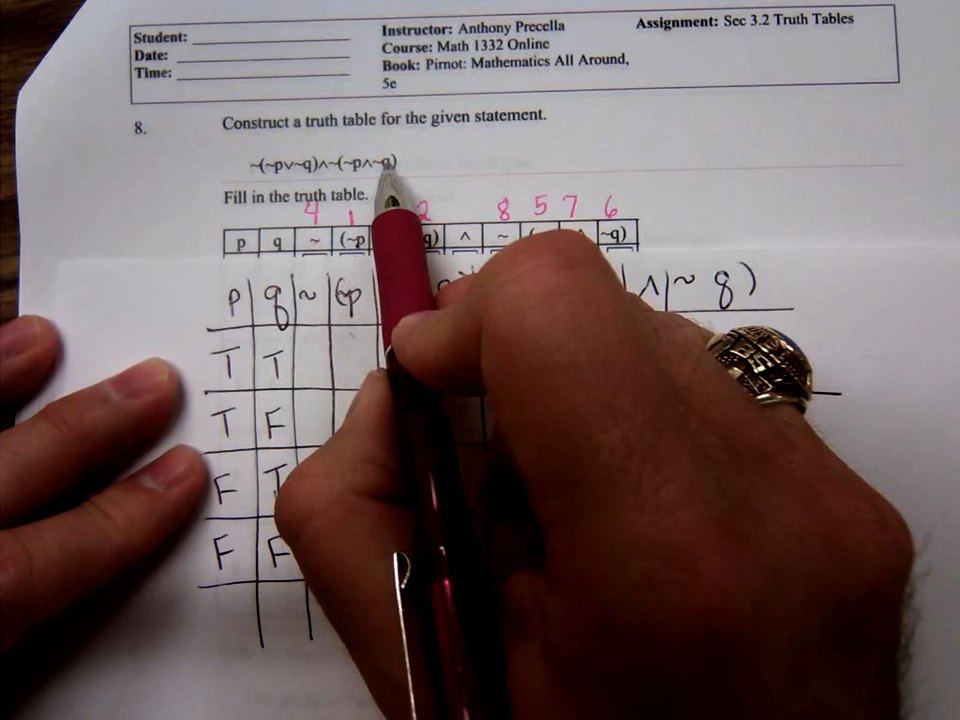 Student: Instructor: Anthony Precella Assignment: Sec 3.2 Truth Tables
Date: Course: Math 1332 Online
Time: Book: Pirnot: Mathematics All Around,
5e
8. Construct a truth table for the given statement.
~(~p∨~q)∧~(~p∧~q)
Fill in the truth table.
4 1 2 8 5 7 6
p q ~ (~p q) ∧ ~ ~q)
p q ~ (~p ∧ ~ q)
T T
T F
F T
F F